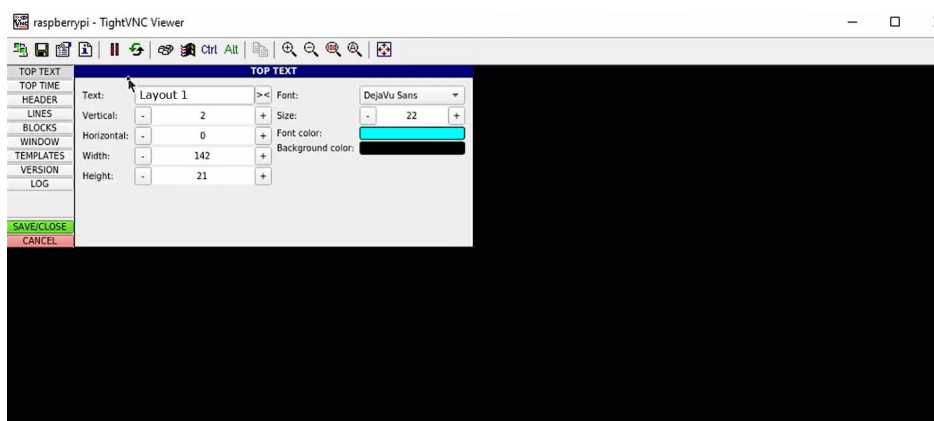 raspberrypi - TightVNC Viewer
Ctrl Alt
TOP TEXT
TOP TIME
HEADER
LINES
BLOCKS
WINDOW
TEMPLATES
VERSION
LOG
SAVE/CLOSE
CANCEL
TOP TEXT
Text: Layout 1 >< Font: DejaVu Sans
Vertical: - 2 + Size: - 22 +
Horizontal: - 0 + Font color:
Background color:
Width: - 142 +
Height: - 21 +